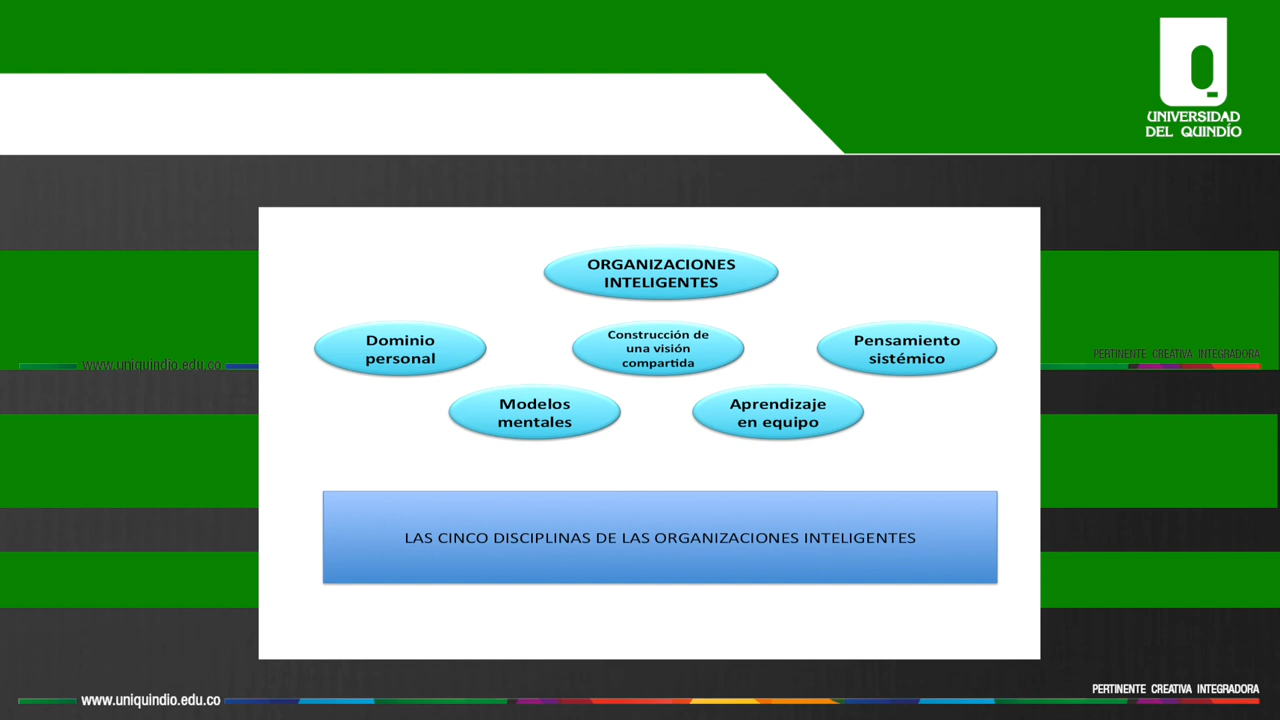 UNIVERSIDAD
DEL QUINDÍO
ORGANIZACIONES
INTELIGENTES
Dominio
personal
Construcción de
una visión
compartida
Pensamiento
sistémico
Modelos
mentales
Aprendizaje
en equipo
www.uniquindio.edu.co
PERTINENTE CREATIVA INTEGRADORA
LAS CINCO DISCIPLINAS DE LAS ORGANIZACIONES INTELIGENTES
www.uniquindio.edu.co
PERTINENTE CREATIVA INTEGRADORA